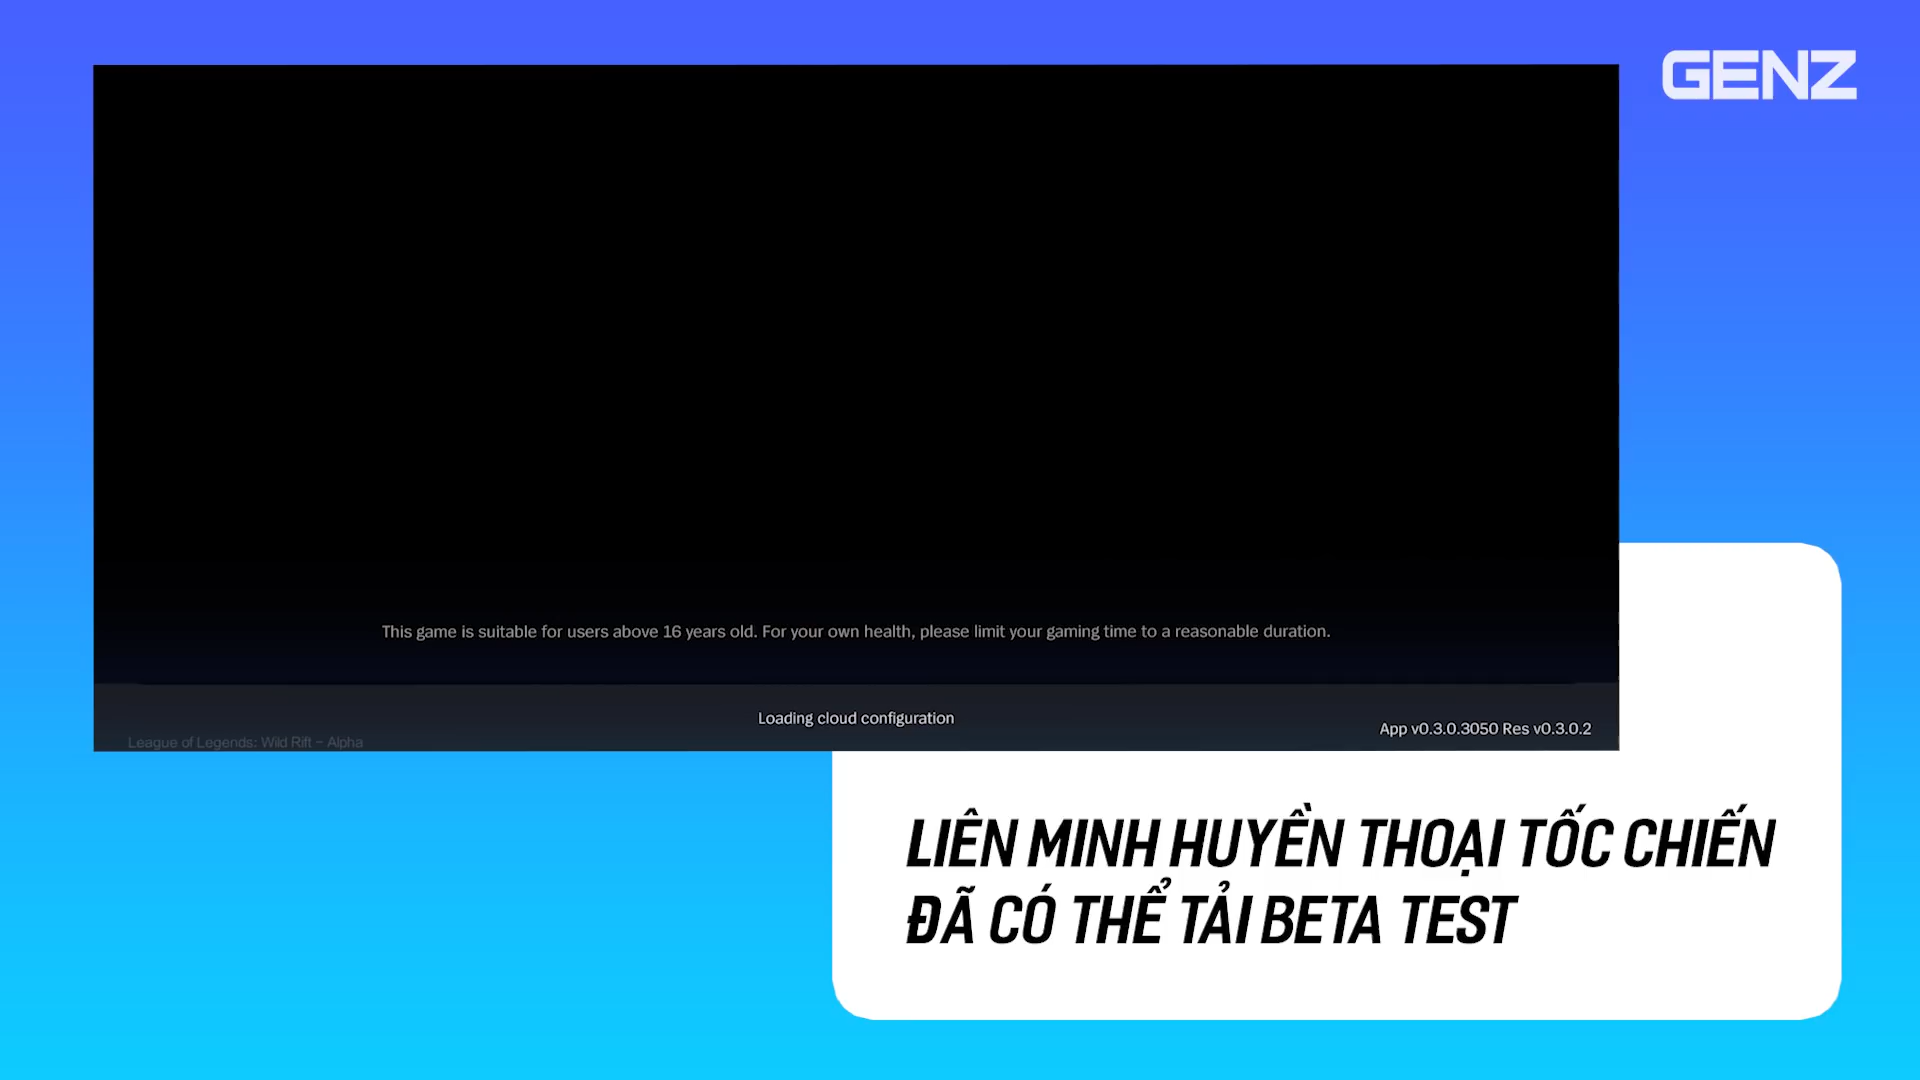 GENZ
This game is suitable for users above 16 years old. For your own health, please limit your gaming time to a reasonable duration.
Loading cloud configuration
App v0.3.0.3050 Res v0.3.0.2
League of Legends: Wild Rift - Alpha
LIÊN MINH HUYỀN THOẠI TỐC CHIẾN
ĐÃ CÓ THỂ TẢI BETA TEST